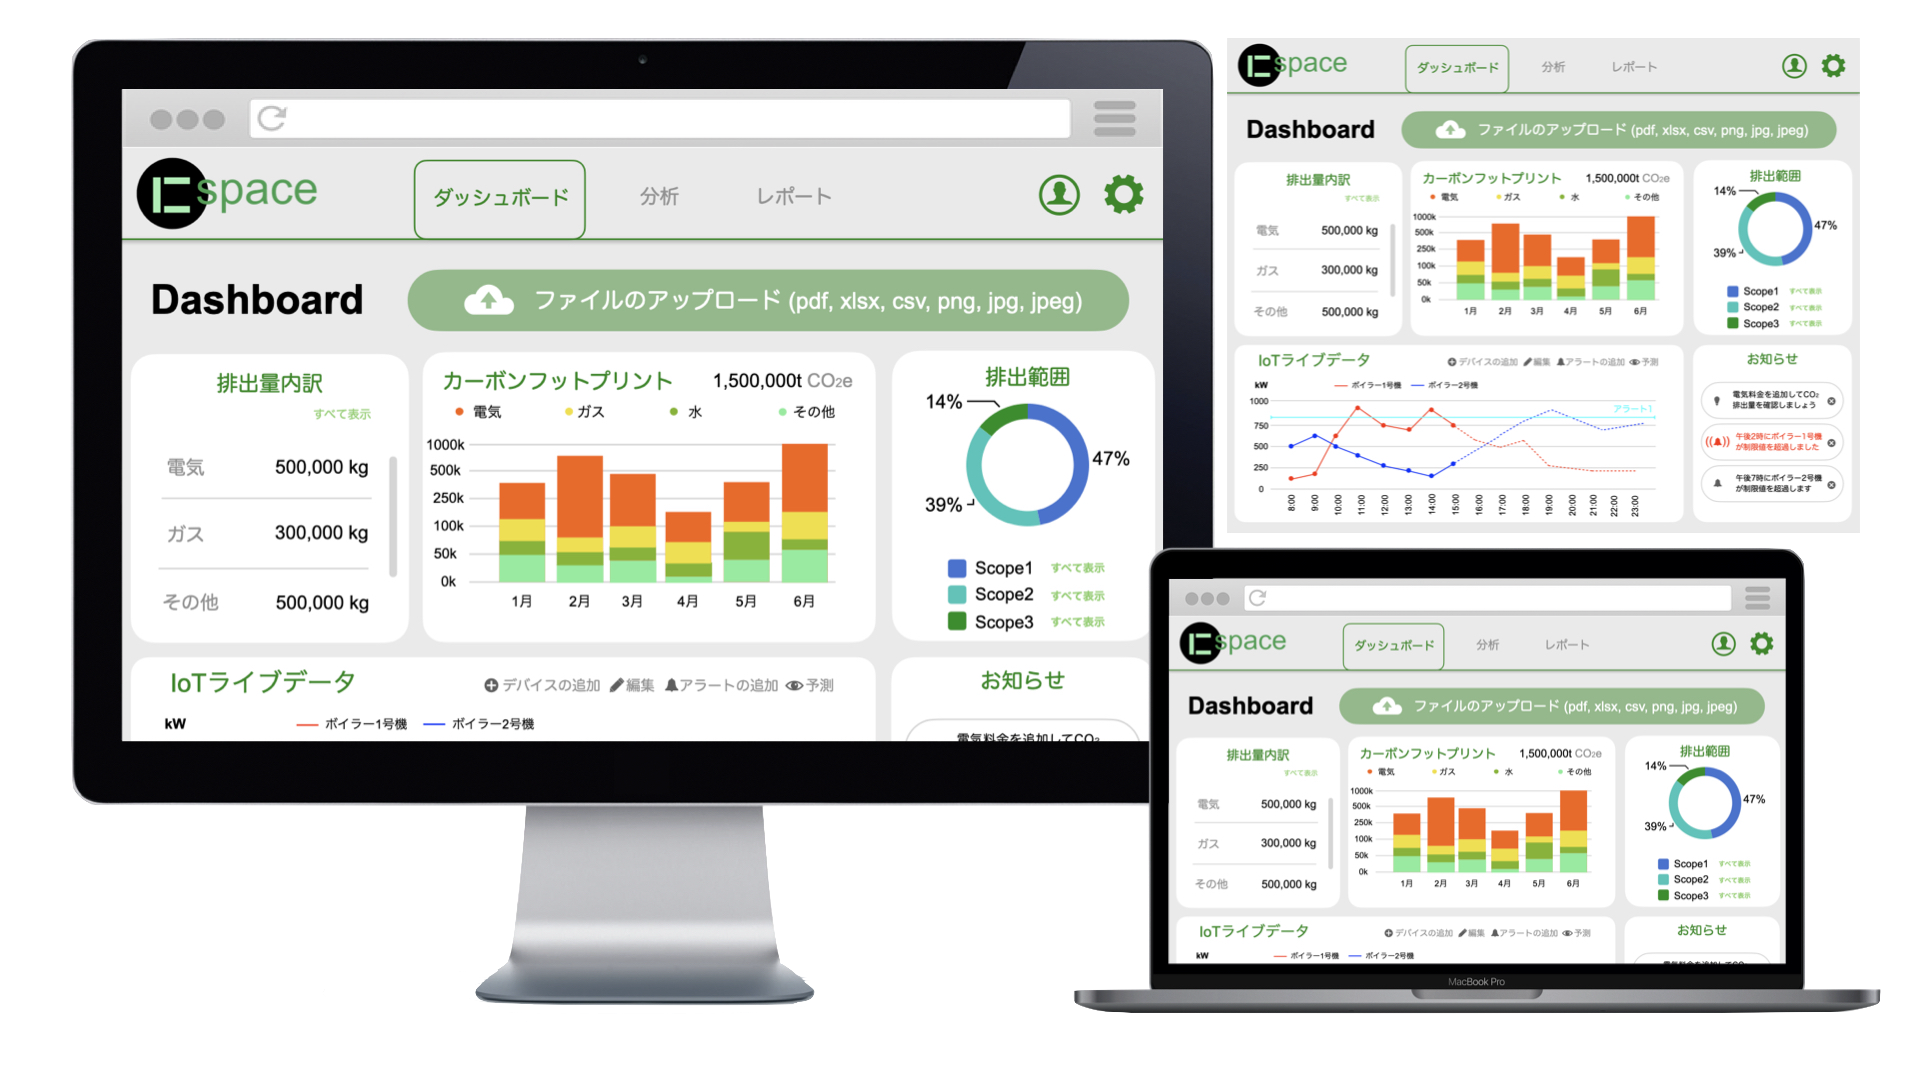 space
ダッシュボード
分析
レポート
Dashboard
ファイルのアップロード (pdf, xlsx, csv, png, jpg, jpeg)
排出量内訳
すべて表示
電気 500,000 kg
ガス 300,000 kg
その他 500,000 kg
カーボンフットプリント 1,500,000t CO₂e
電気 ガス 水 その他
1000k
500k
250k
100k
50k
0k
1月 2月 3月 4月 5月 6月
排出範囲
14%
47%
39%
Scope1 すべて表示
Scope2 すべて表示
Scope3 すべて表示
IoTライブデータ
デバイスの追加 編集 アラートの追加 予測
kW ボイラー1号機 ボイラー2号機
お知らせ
電気料金を追加してCO₂
space
ダッシュボード
分析
レポート
Dashboard
ファイルのアップロード (pdf, xlsx, csv, png, jpg, jpeg)
排出量内訳
すべて表示
電気 500,000 kg
ガス 300,000 kg
その他 500,000 kg
カーボンフットプリント 1,500,000t CO₂e
電気 ガス 水 その他
1000k
500k
250k
100k
50k
0k
1月 2月 3月 4月 5月 6月
排出範囲
14%
47%
39%
Scope1 すべて表示
Scope2 すべて表示
Scope3 すべて表示
IoTライブデータ
デバイスの追加 編集 アラートの追加 予測
kW ボイラー1号機 ボイラー2号機
アラート1
1000
750
500
250
0
8:00 9:00 10:00 11:00 12:00 13:00 14:00 15:00 16:00 17:00 18:00 19:00 20:00 21:00 22:00 23:00
お知らせ
電気料金を追加してCO₂
排出量を確認しましょう
午後2時にボイラー1号機
が制限値を超過しました
午後7時にボイラー2号機
が制限値を超過します
space
ダッシュボード
分析
レポート
Dashboard
ファイルのアップロード (pdf, xlsx, csv, png, jpg, jpeg)
排出量内訳
すべて表示
電気 500,000 kg
ガス 300,000 kg
その他 500,000 kg
カーボンフットプリント 1,500,000t CO₂e
電気 ガス 水 その他
1000k
500k
250k
100k
50k
0k
1月 2月 3月 4月 5月 6月
排出範囲
14%
47%
39%
Scope1 すべて表示
Scope2 すべて表示
Scope3 すべて表示
IoTライブデータ
デバイスの追加 編集 アラートの追加 予測
kW ボイラー1号機 ボイラー2号機
お知らせ
MacBook Pro